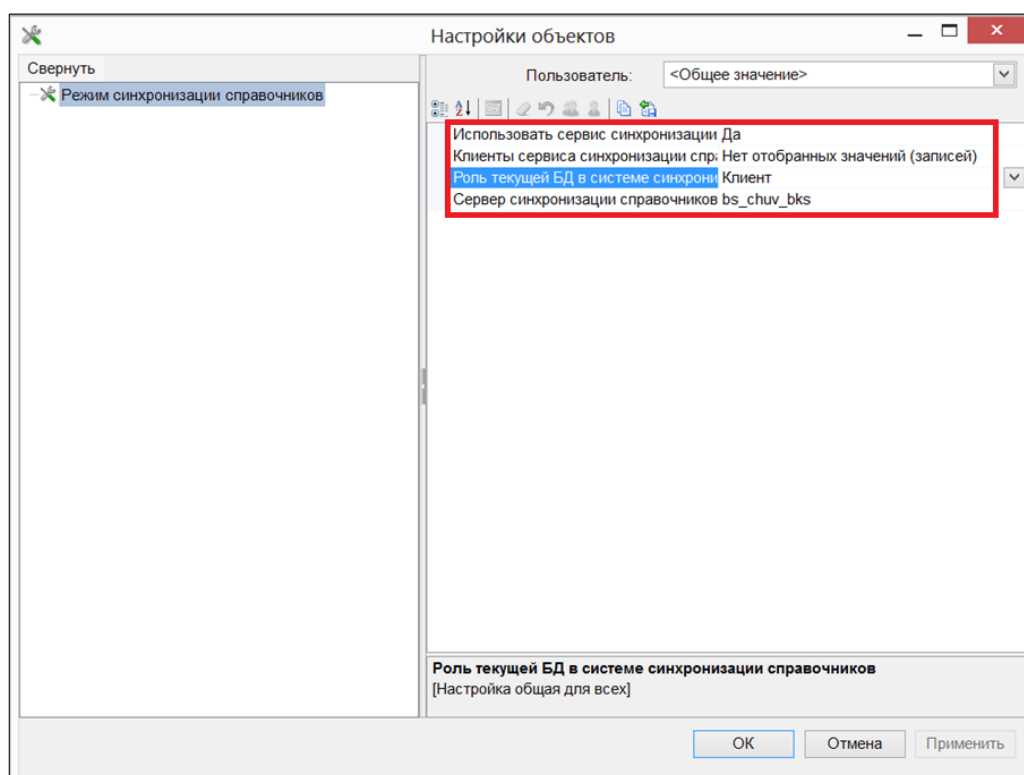 Настройки объектов
Свернуть
Режим синхронизации справочников
Пользователь: <Общее значение>
Использовать сервис синхронизации Да
Клиенты сервиса синхронизации спр Нет отобранных значений (записей)
Роль текущей БД в системе синхрони Клиент
Сервер синхронизации справочников bs_chuv_bks
Роль текущей БД в системе синхронизации справочников
[Настройка общая для всех]
ОК Отмена Применить